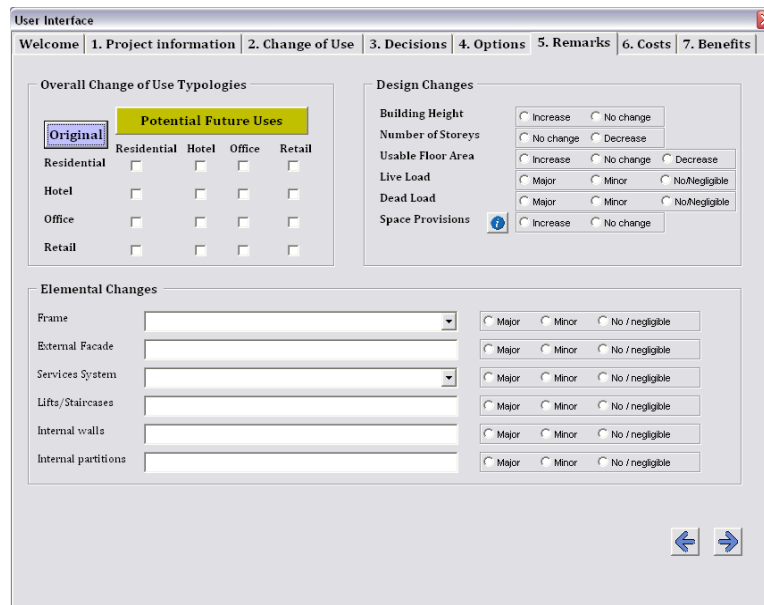 User Interface
Welcome 1. Project information 2. Change of Use 3. Decisions 4. Options 5. Remarks 6. Costs 7. Benefits
Overall Change of Use Typologies
Potential Future Uses
Original
Residential Hotel Office Retail
Residential
Hotel
Office
Retail
Design Changes
Building Height Increase No change
Number of Storeys No change Decrease
Usable Floor Area Increase No change Decrease
Live Load Major Minor No/Negligible
Dead Load Major Minor No/Negligible
Space Provisions i Increase No change
Elemental Changes
Frame Major Minor No / negligible
External Facade Major Minor No / negligible
Services System Major Minor No / negligible
Lifts/Staircases Major Minor No / negligible
Internal walls Major Minor No / negligible
Internal partitions Major Minor No / negligible